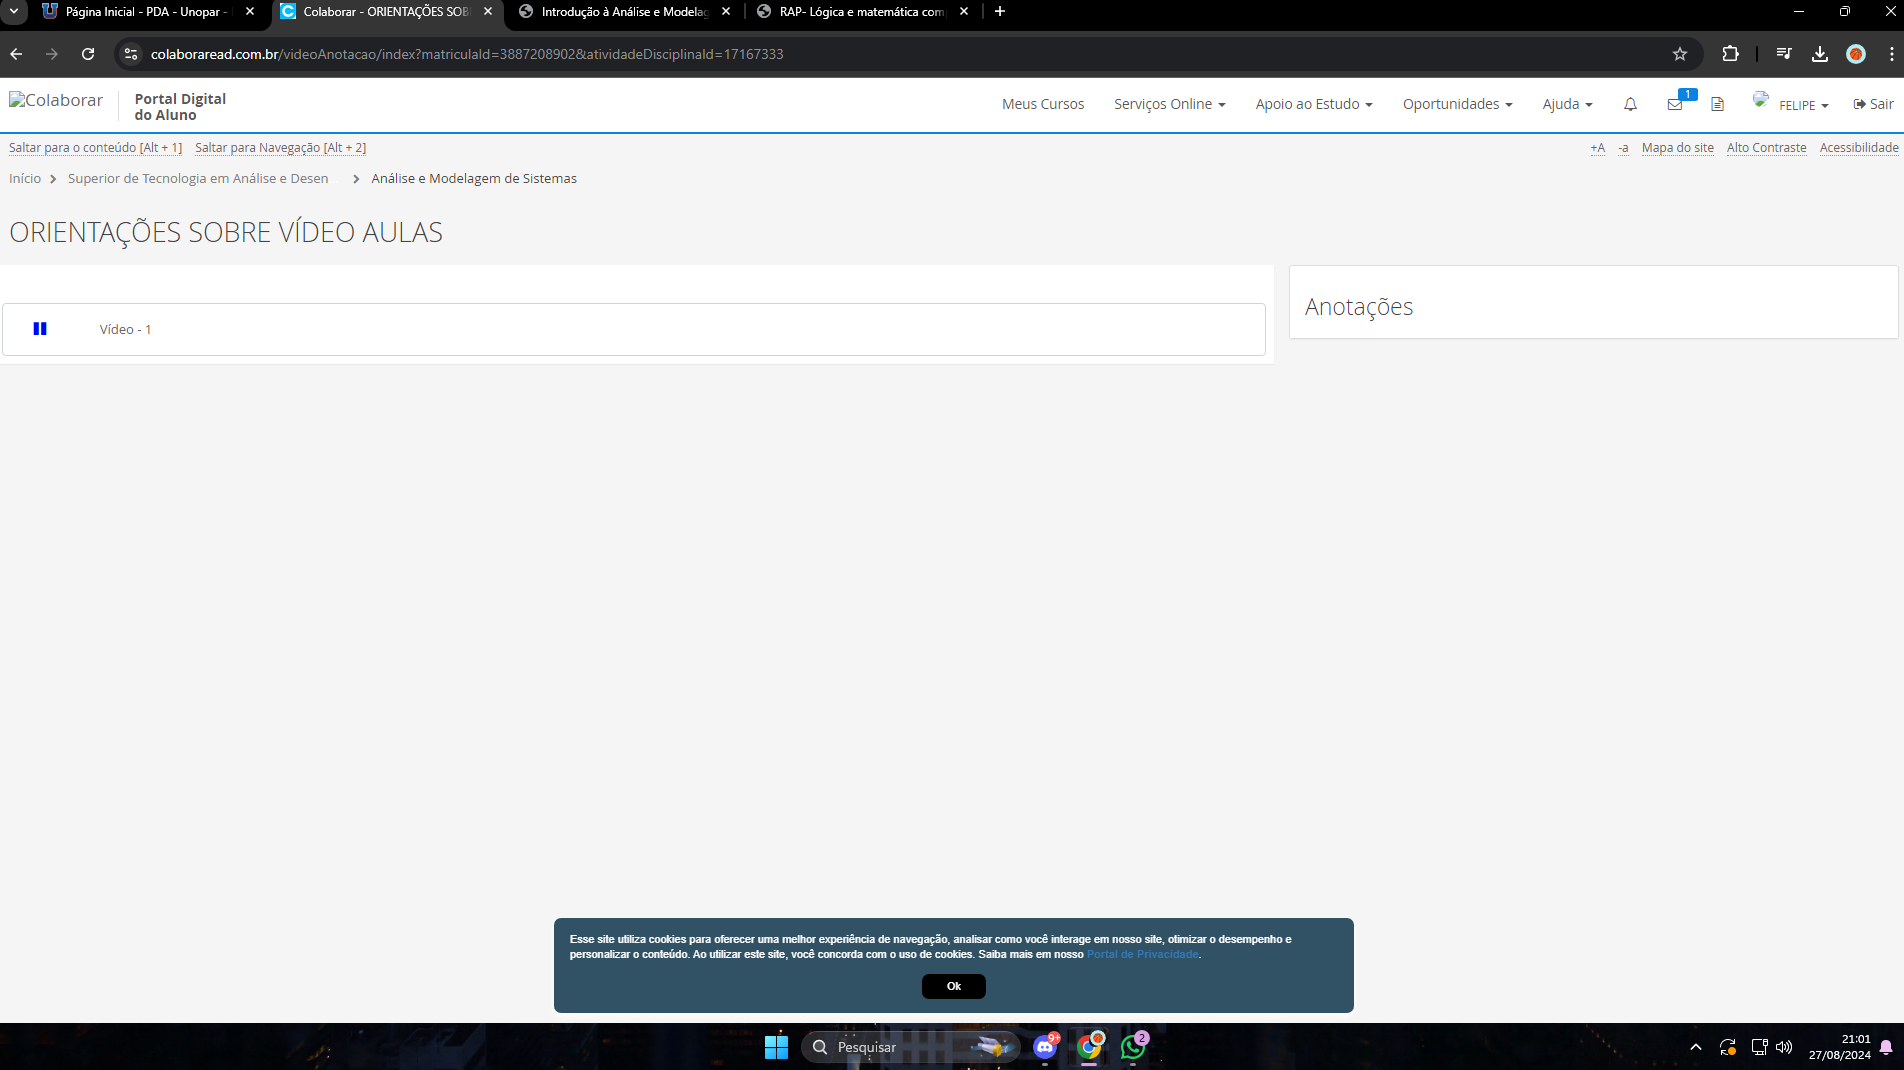 Página Inicial - PDA - Unopar -
Colaborar - ORIENTAÇÕES SOB
Introdução à Análise e Modelag
RAP- Lógica e matemática com
colaboraread.com.br/videoAnotacao/index?matriculaId=3887208902&atividadeDisciplinaId=17167333
Colaborar
Portal Digital
do Aluno
Meus Cursos
Serviços Online
Apoio ao Estudo
Oportunidades
Ajuda
1
FELIPE
Sair
Saltar para o conteúdo [Alt + 1]
Saltar para Navegação [Alt + 2]
+A
-a
Mapa do site
Alto Contraste
Acessibilidade
Início
Superior de Tecnologia em Análise e Desen
Análise e Modelagem de Sistemas
ORIENTAÇÕES SOBRE VÍDEO AULAS
Vídeo - 1
Anotações
Esse site utiliza cookies para oferecer uma melhor experiência de navegação, analisar como você interage em nosso site, otimizar o desempenho e
personalizar o conteúdo. Ao utilizar este site, você concorda com o uso de cookies. Saiba mais em nosso Portal de Privacidade.
Ok
Pesquisar
9+
2
21:01
27/08/2024